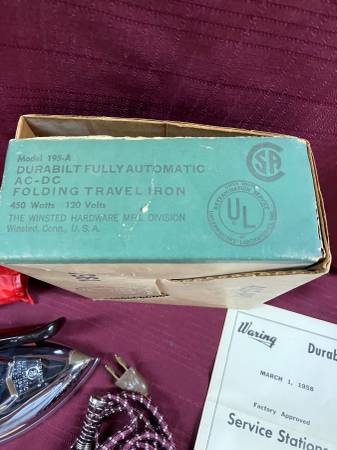 Model 195-A
DURABILT FULLY AUTOMATIC
AC-DC
FOLDING TRAVEL IRON
450 Watts 120 Volts
THE WINSTED HARDWARE MFG. DIVISION
Winsted, Conn., U.S.A.
SA
UL
Waring
Durabi
MARCH 1, 1958
Factory Approved
Service Stations